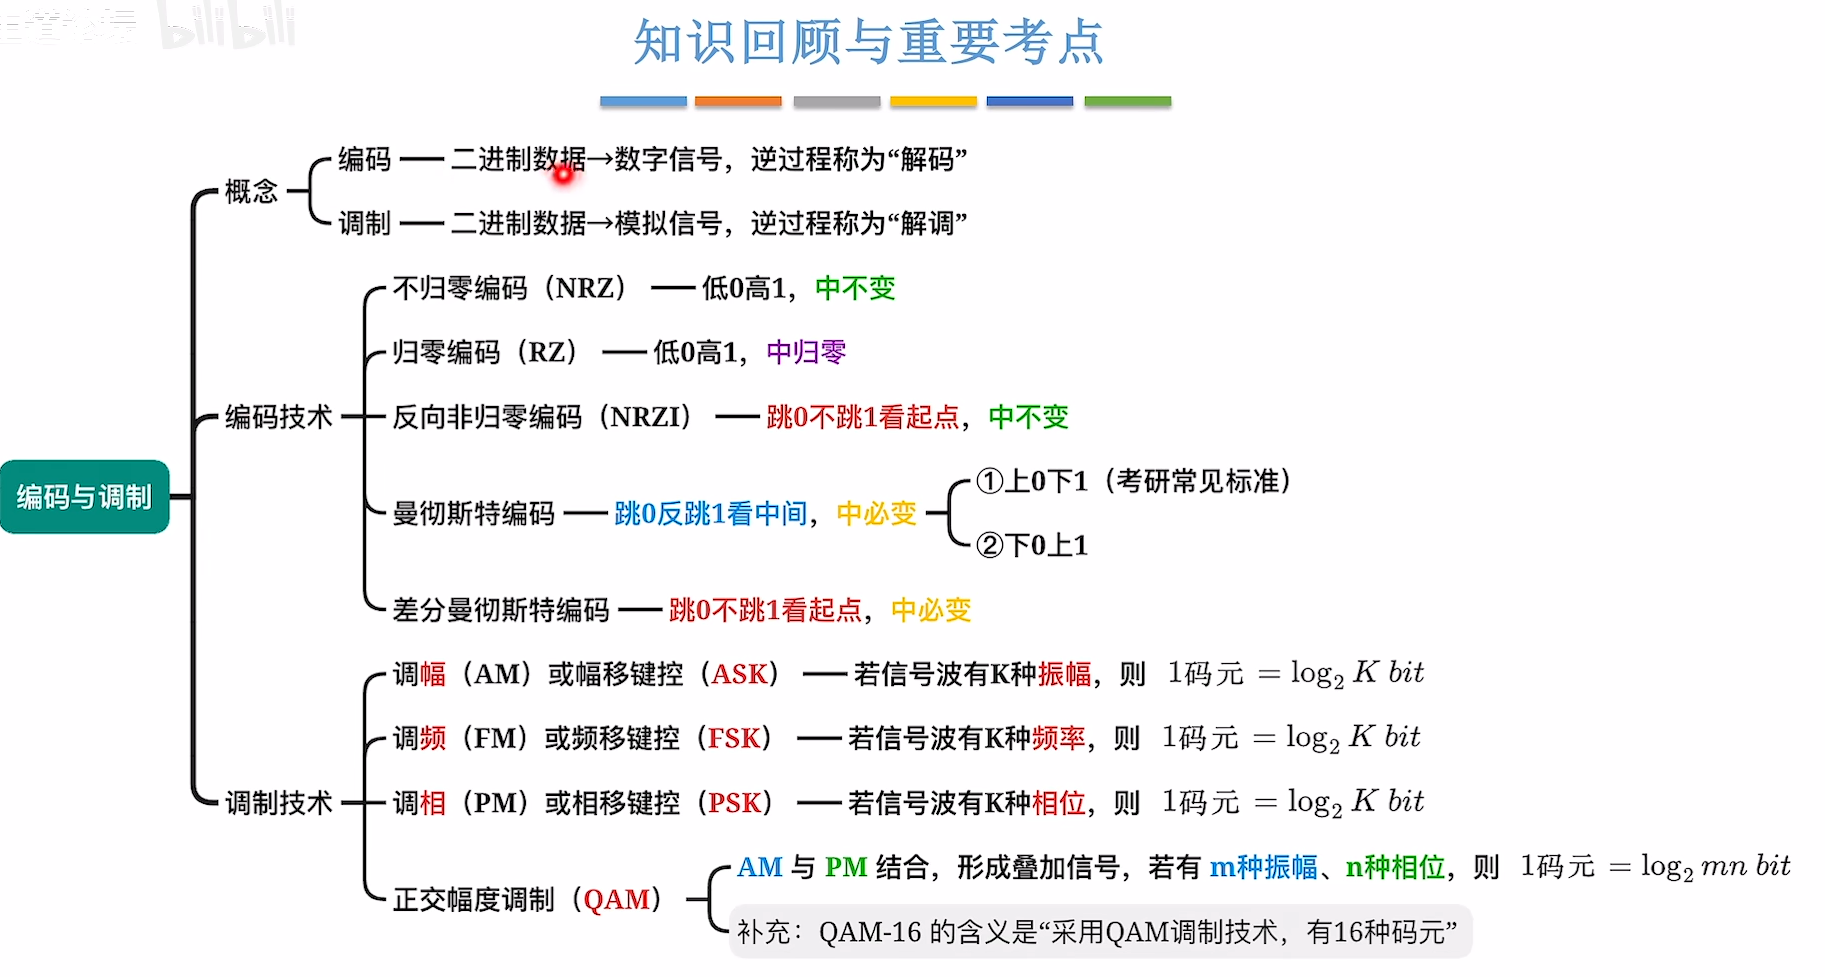 bilibili
知识回顾与重要考点
编码与调制
概念
编码 二进制数据→数字信号，逆过程称为“解码”
调制 二进制数据→模拟信号，逆过程称为“解调”
编码技术
不归零编码（NRZ） 低0高1，中不变
归零编码（RZ） 低0高1，中归零
反向非归零编码（NRZI） 跳0不跳1看起点，中不变
曼彻斯特编码 跳0反跳1看中间，中必变
①上0下1（考研常见标准）
②下0上1
差分曼彻斯特编码 跳0不跳1看起点，中必变
调制技术
调幅（AM）或幅移键控（ASK） 若信号波有K种振幅，则 1码元 = log₂ K bit
调频（FM）或频移键控（FSK） 若信号波有K种频率，则 1码元 = log₂ K bit
调相（PM）或相移键控（PSK） 若信号波有K种相位，则 1码元 = log₂ K bit
正交幅度调制（QAM）
AM 与 PM 结合，形成叠加信号，若有 m种振幅、n种相位，则 1码元 = log₂ mn bit
补充：QAM-16 的含义是“采用QAM调制技术，有16种码元”